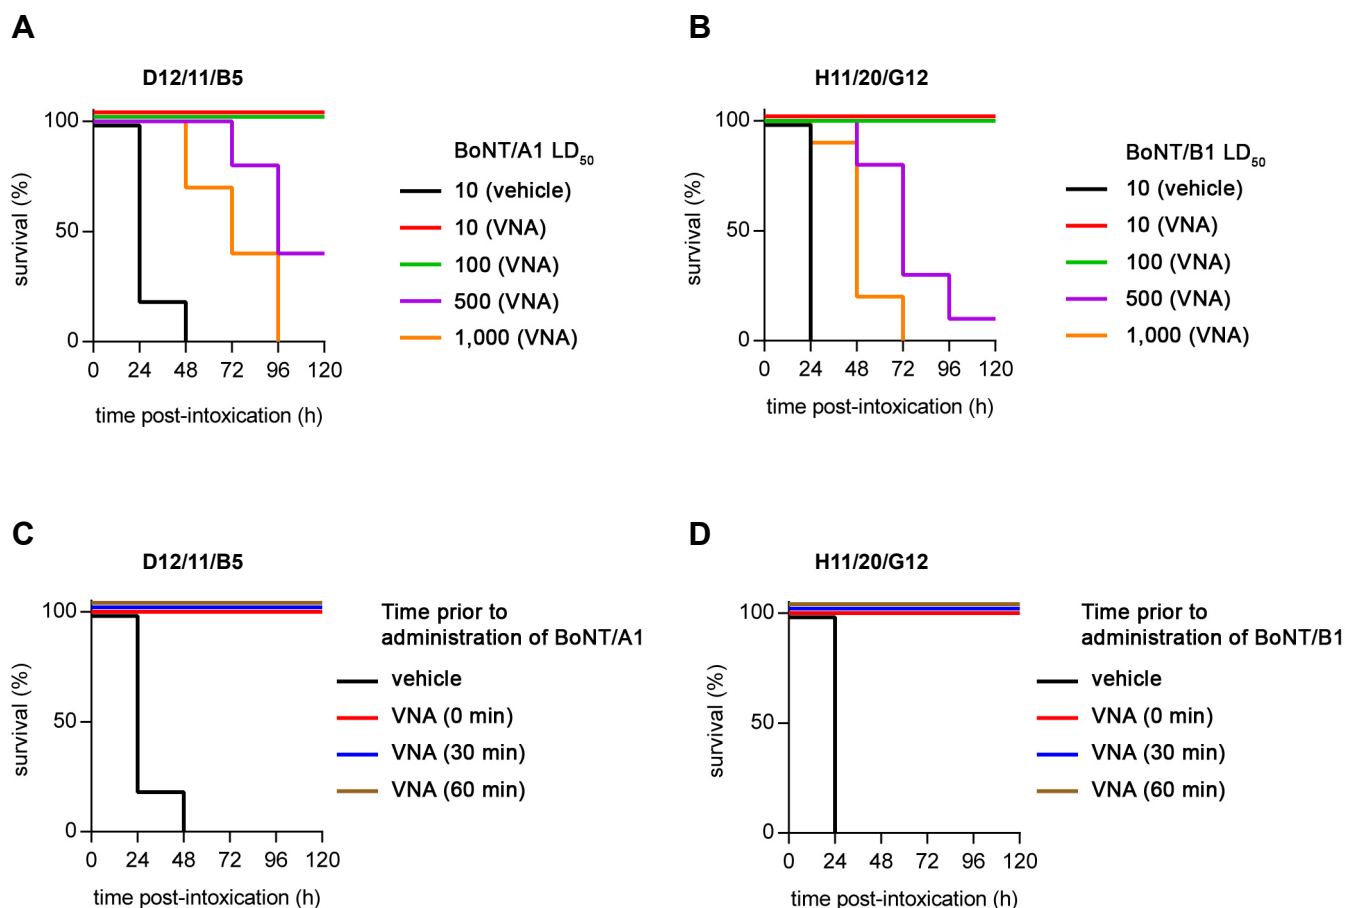 A
D12/11/B5
100
50
0
survival (%)
0 24 48 72 96 120
time post-intoxication (h)
BoNT/A1 LD50
10 (vehicle)
10 (VNA)
100 (VNA)
500 (VNA)
1,000 (VNA)
B
H11/20/G12
100
50
0
survival (%)
0 24 48 72 96 120
time post-intoxication (h)
BoNT/B1 LD50
10 (vehicle)
10 (VNA)
100 (VNA)
500 (VNA)
1,000 (VNA)
C
D12/11/B5
100
50
0
survival (%)
0 24 48 72 96 120
time post-intoxication (h)
Time prior to
administration of BoNT/A1
vehicle
VNA (0 min)
VNA (30 min)
VNA (60 min)
D
H11/20/G12
100
50
0
survival (%)
0 24 48 72 96 120
time post-intoxication (h)
Time prior to
administration of BoNT/B1
vehicle
VNA (0 min)
VNA (30 min)
VNA (60 min)